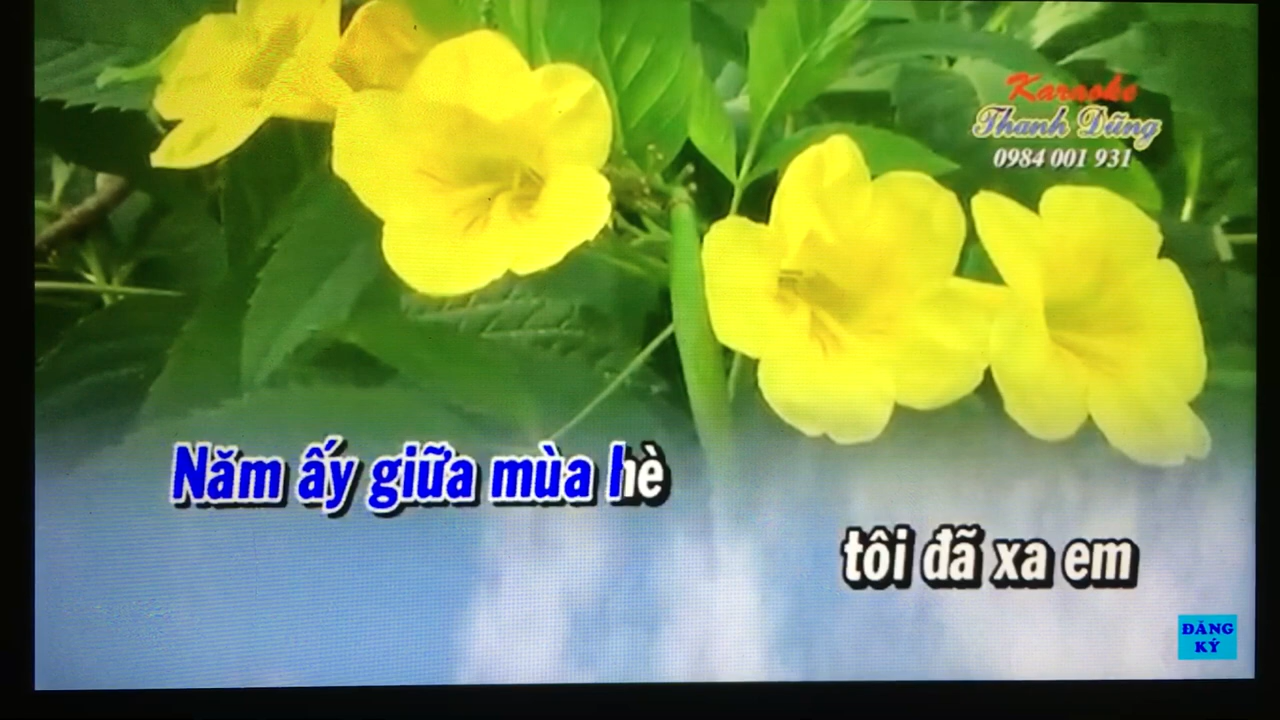 Karaoke
Thanh Dũng
0984 001 931
Năm ấy giữa mùa hè
tôi đã xa em
ĐĂNG
KÝ